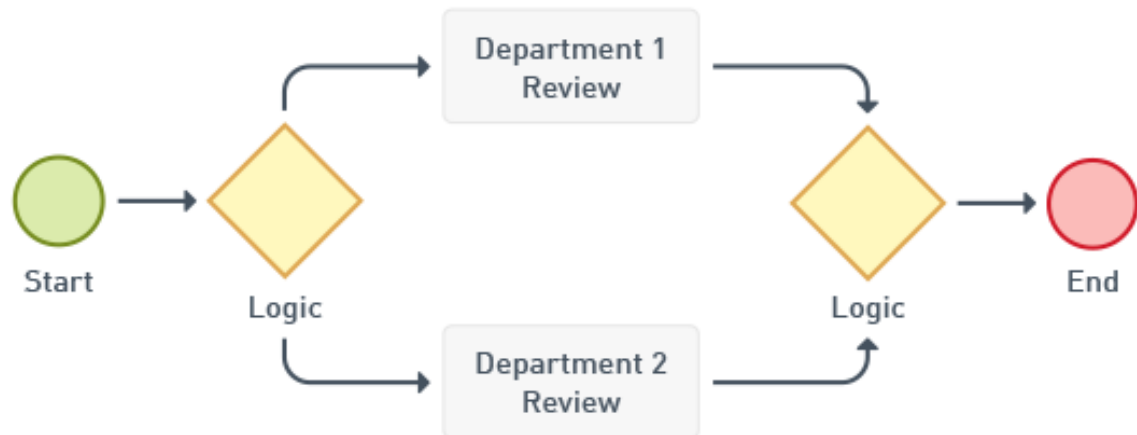 Department 1
Review
Start
Logic
Logic
End
Department 2
Review